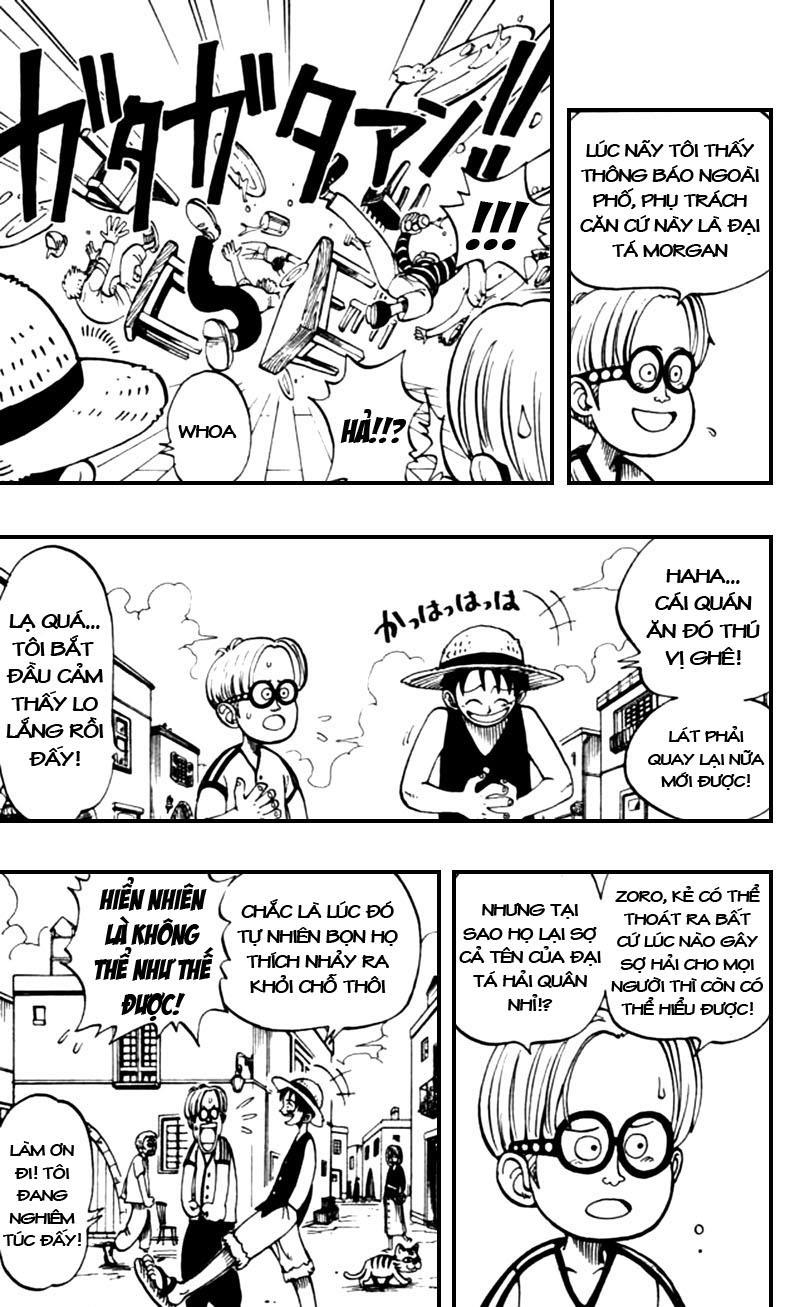 LÚC NÃY TÔI THẤY
THÔNG BÁO NGOÀI
PHỐ, PHỤ TRÁCH
CĂN CỨ NÀY LÀ ĐẠI
TÁ MORGAN
ガタガタアン!!
!!!
HẢ!!?
WHOA
HAHA...
CÁI QUÁN
ĂN ĐÓ THÚ
VỊ GHÊ!
LÁT PHẢI
QUAY LẠI NỮA
MỚI ĐƯỢC!
かっはっはっは
LẠ QUÁ...
TÔI BẮT
ĐẦU CẢM
THẤY LO
LẮNG RỒI
ĐẤY!
ZORO, KẺ CÓ THỂ
THOÁT RA BẤT
CỨ LÚC NÀO GÂY
SỢ HẢI CHO MỌI
NGƯỜI THÌ CÒN CÓ
THỂ HIỂU ĐƯỢC!
NHƯNG TẠI
SAO HỌ LẠI SỢ
CẢ TÊN CỦA ĐẠI
TÁ HẢI QUÂN
NHỈ!?
CHẮC LÀ LÚC ĐÓ
TỰ NHIÊN BỌN HỌ
THÍCH NHẢY RA
KHỎI CHỖ THÔI
HIỂN NHIÊN
LÀ KHÔNG
THỂ NHƯ THẾ
ĐƯỢC!
LÀM ƠN
ĐI! TÔI
ĐANG
NGHIÊM
TÚC ĐẤY!